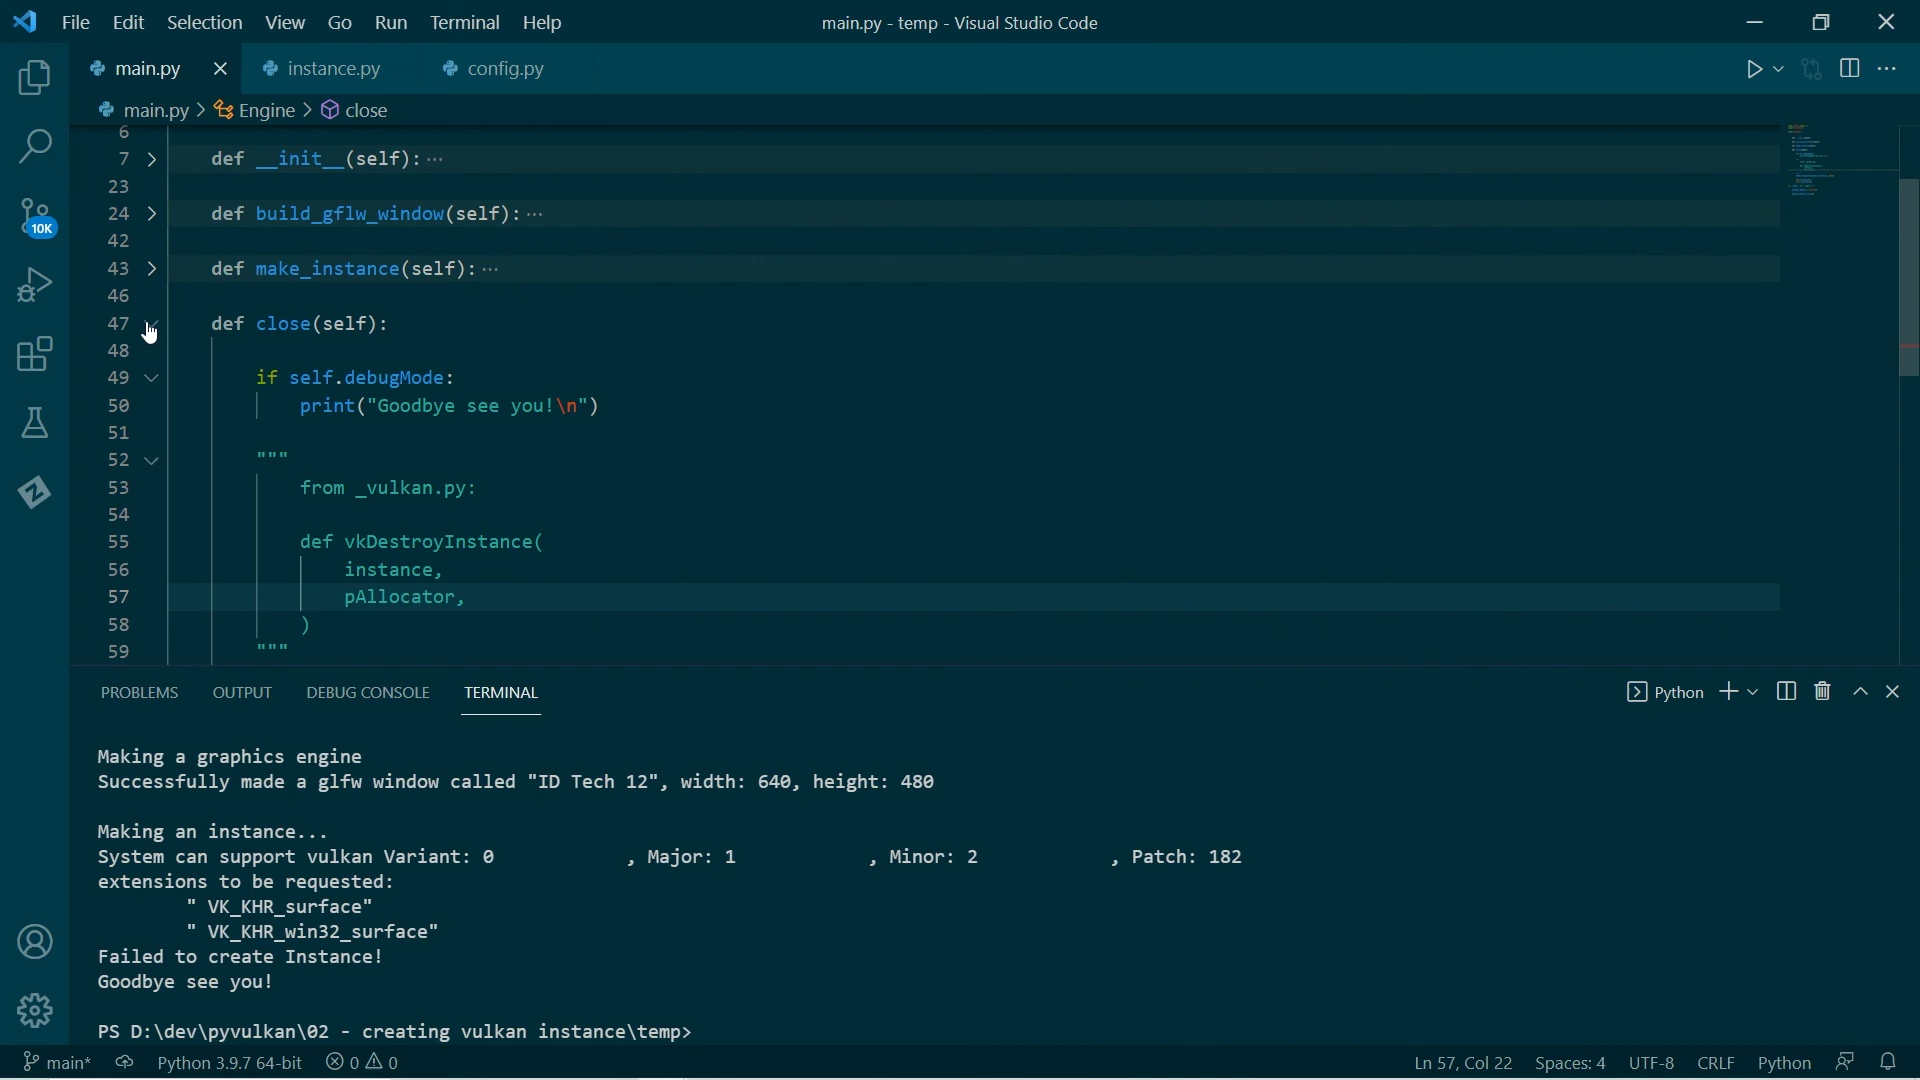 File Edit Selection View Go Run Terminal Help main.py - temp - Visual Studio Code
main.py instance.py config.py
main.py > Engine > close
6
7 def __init__(self): ···
23
24 def build_gflw_window(self): ···
42
43 def make_instance(self): ···
46
47 def close(self):
48
49 if self.debugMode:
50 print("Goodbye see you!\n")
51
52 """
53 from _vulkan.py:
54
55 def vkDestroyInstance(
56 instance,
57 pAllocator,
58 )
59 """
10K
PROBLEMS OUTPUT DEBUG CONSOLE TERMINAL Python
Making a graphics engine
Successfully made a glfw window called "ID Tech 12", width: 640, height: 480
Making an instance...
System can support vulkan Variant: 0 , Major: 1 , Minor: 2 , Patch: 182
extensions to be requested:
" VK_KHR_surface"
" VK_KHR_win32_surface"
Failed to create Instance!
Goodbye see you!
PS D:\dev\pyvulkan\02 - creating vulkan instance\temp>
main* Python 3.9.7 64-bit 0 0 Ln 57, Col 22 Spaces: 4 UTF-8 CRLF Python